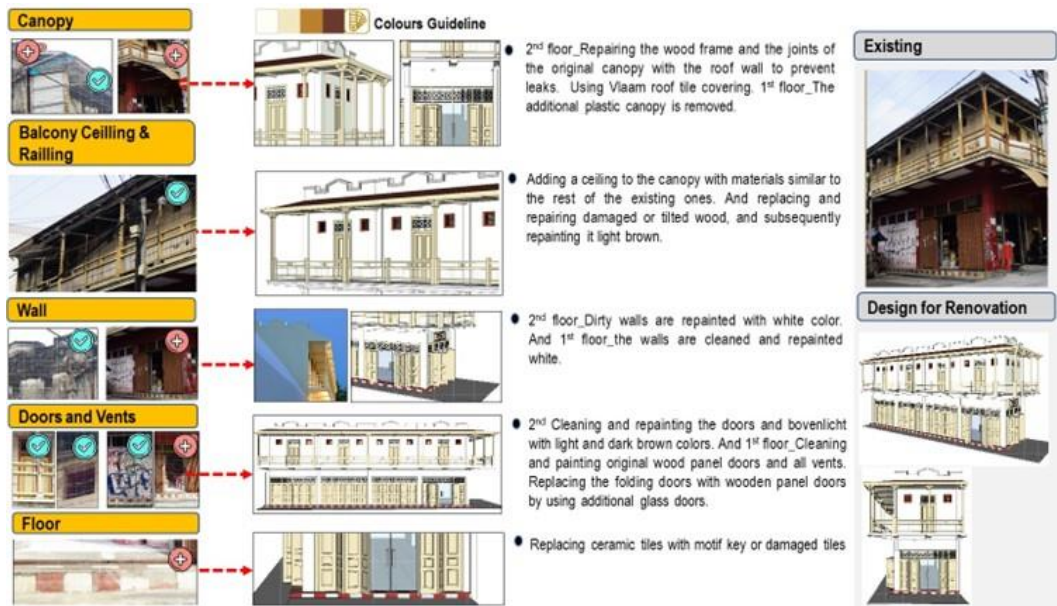 Canopy
Colours Guideline
2nd floor_Repairing the wood frame and the joints of
the original canopy with the roof wall to prevent
leaks. Using Vlaam roof tile covering. 1st floor_The
additional plastic canopy is removed.
Existing
Balcony Ceilling &
Railling
Adding a ceiling to the canopy with materials similar to
the rest of the existing ones. And replacing and
repairing damaged or tilted wood, and subsequently
repainting it light brown.
Wall
2nd floor_Dirty walls are repainted with white color.
And 1st floor_the walls are cleaned and repainted
white.
Design for Renovation
Doors and Vents
2nd Cleaning and repainting the doors and bovenlicht
with light and dark brown colors. And 1st floor_Cleaning
and painting original wood panel doors and all vents.
Replacing the folding doors with wooden panel doors
by using additional glass doors.
Floor
Replacing ceramic tiles with motif key or damaged tiles